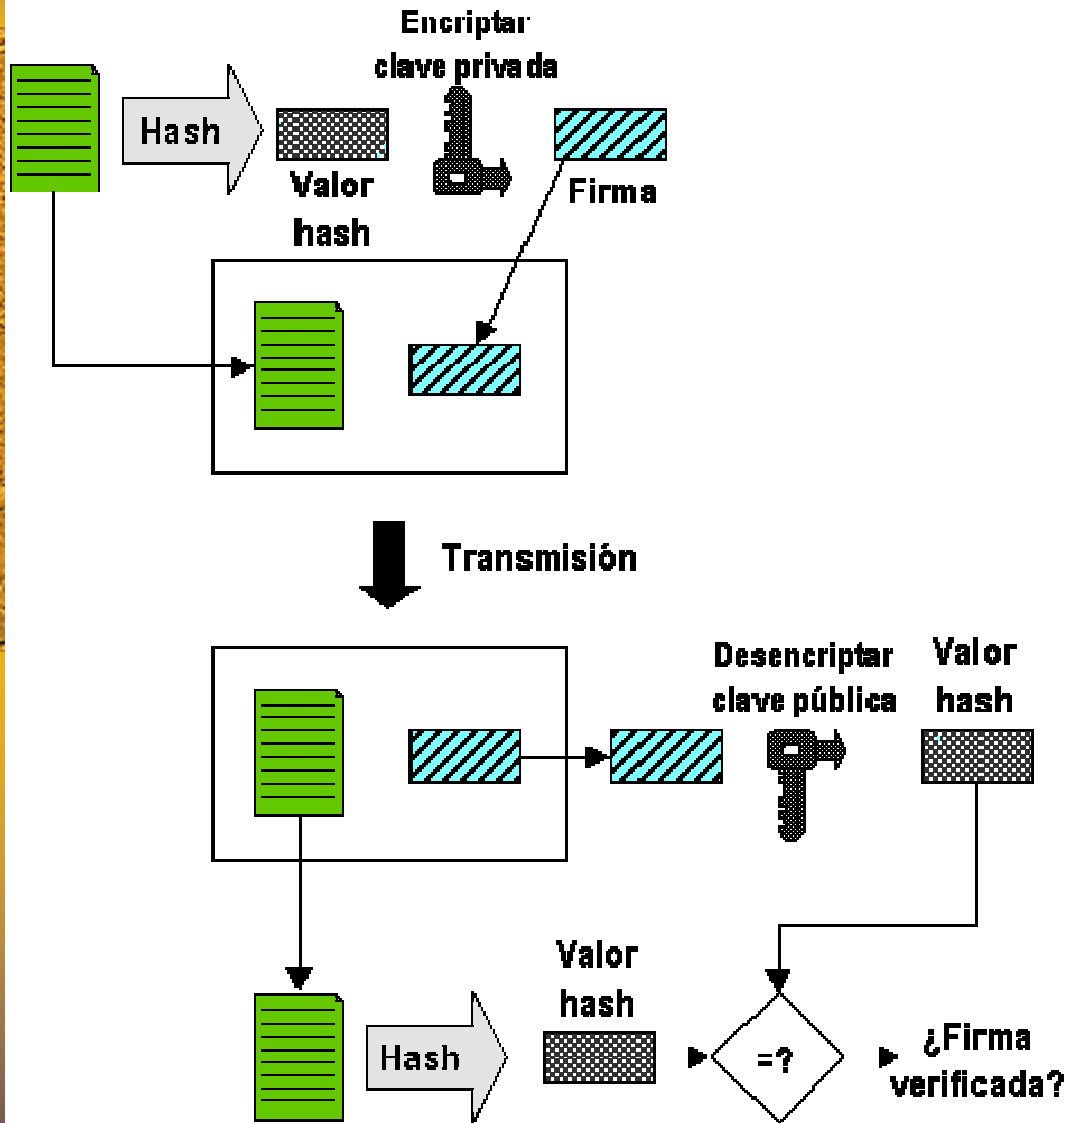 Encriptar
clave privada
Hash
Valor
hash
Firma
Transmisión
Desencriptar
clave pública
Valor
hash
Valor
hash
Hash
=?
¿Firma
verificada?